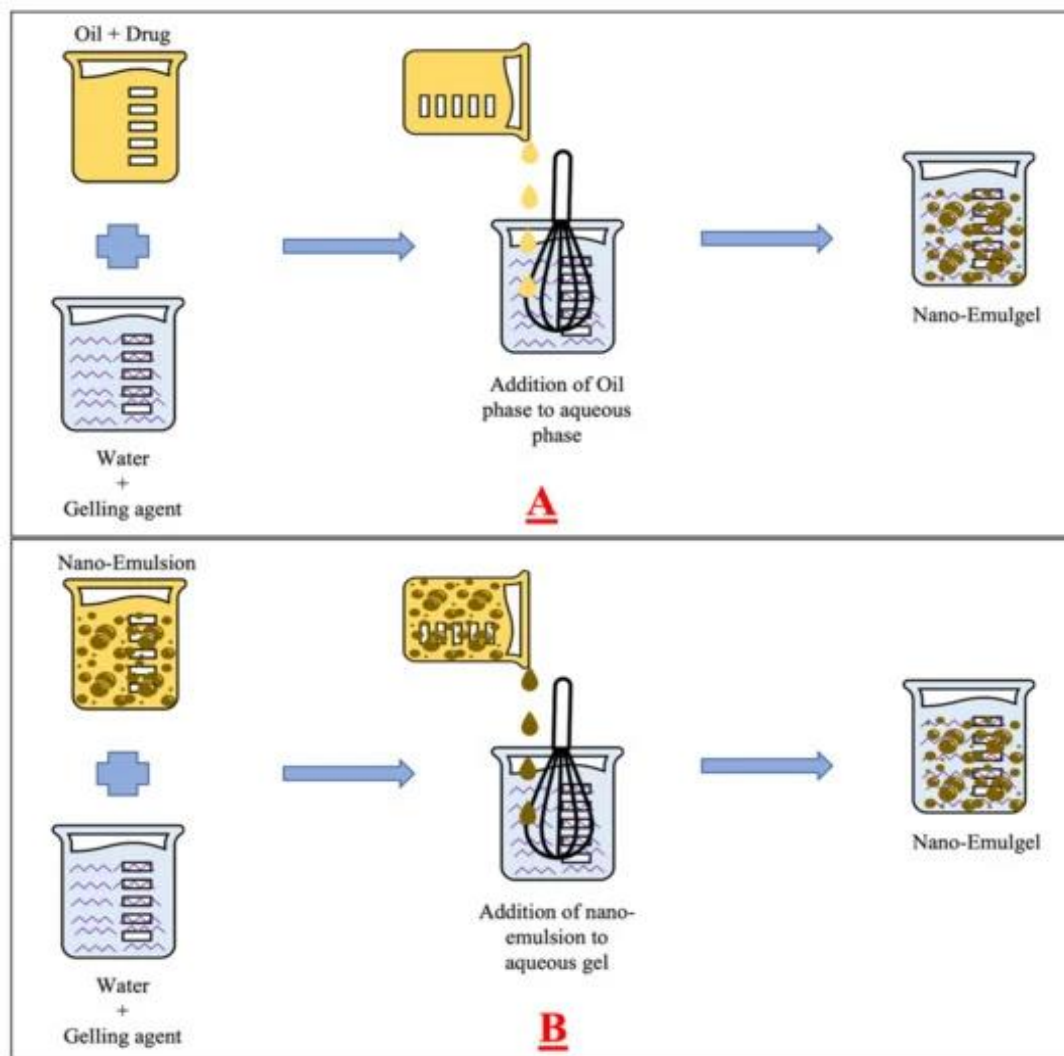 Oil + Drug
Water
+
Gelling agent
Addition of Oil
phase to aqueous
phase
Nano-Emulgel
A
Nano-Emulsion
Water
+
Gelling agent
Addition of nano-
emulsion to
aqueous gel
Nano-Emulgel
B